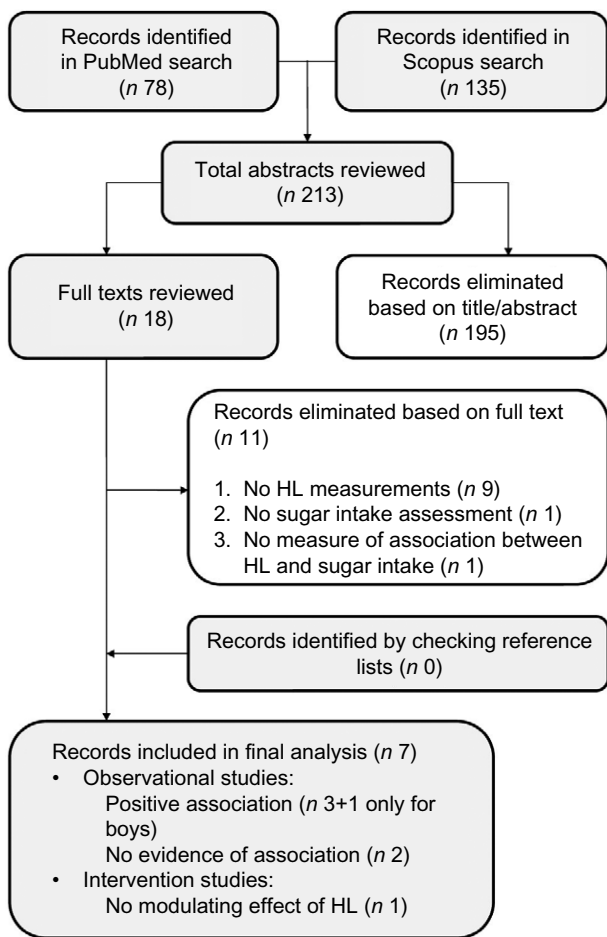 Records identified
in PubMed search
(n 78)
Records identified in
Scopus search
(n 135)
Total abstracts reviewed
(n 213)
Full texts reviewed
(n 18)
Records eliminated
based on title/abstract
(n 195)
Records eliminated based on full text
(n 11)
1. No HL measurements (n 9)
2. No sugar intake assessment (n 1)
3. No measure of association between
HL and sugar intake (n 1)
Records identified by checking reference
lists (n 0)
Records included in final analysis (n 7)
• Observational studies:
Positive association (n 3+1 only for
boys)
No evidence of association (n 2)
• Intervention studies:
No modulating effect of HL (n 1)